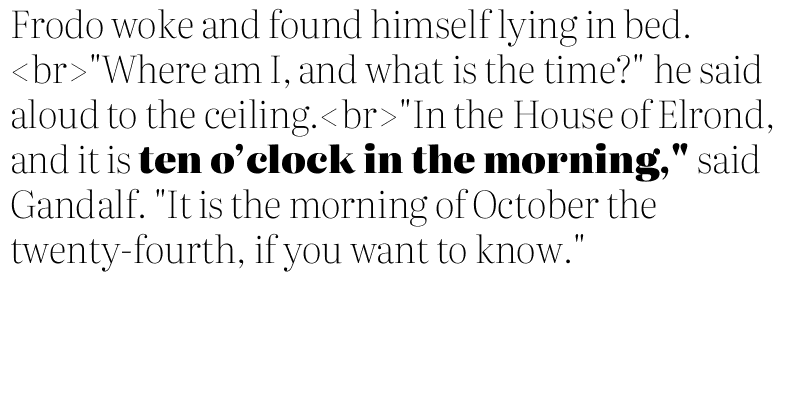 Frodo woke and found himself lying in bed.
<br>"Where am I, and what is the time?" he said
aloud to the ceiling.<br>"In the House of Elrond,
and it is ten o’clock in the morning," said
Gandalf. "It is the morning of October the
twenty-fourth, if you want to know."